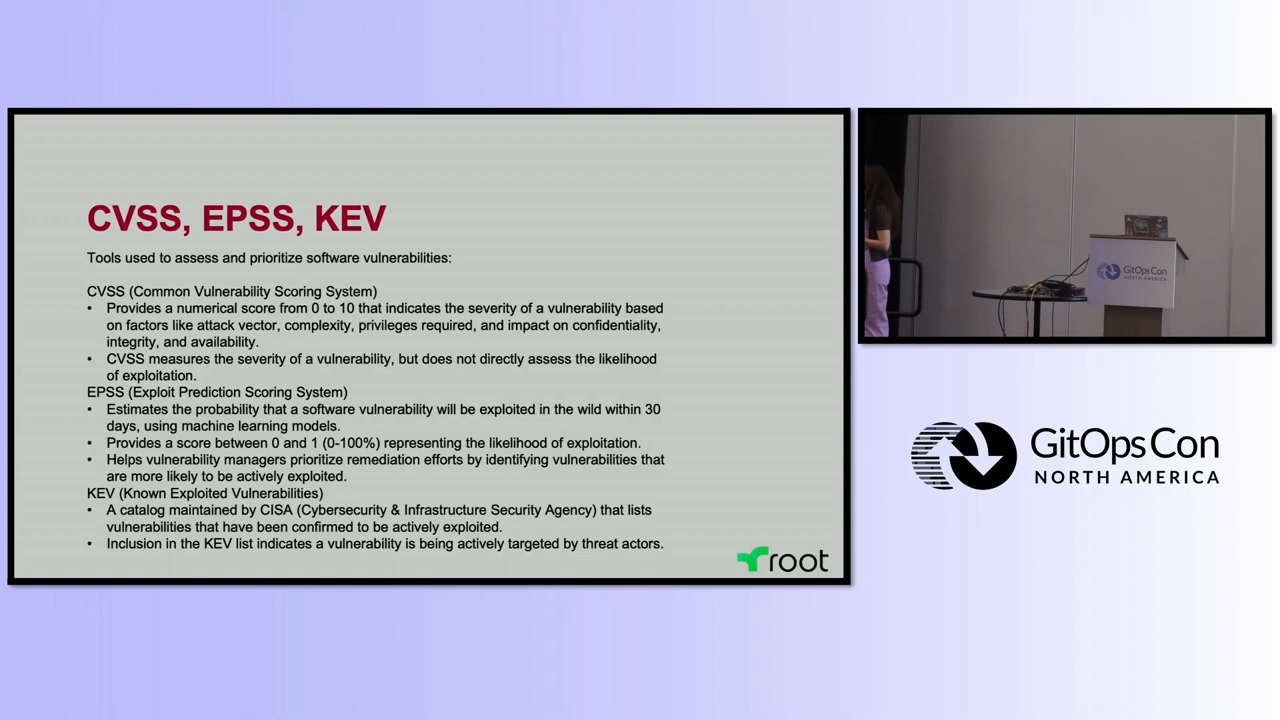 CVSS, EPSS, KEV
Tools used to assess and prioritize software vulnerabilities:
CVSS (Common Vulnerability Scoring System)
• Provides a numerical score from 0 to 10 that indicates the severity of a vulnerability based
on factors like attack vector, complexity, privileges required, and impact on confidentiality,
integrity, and availability.
• CVSS measures the severity of a vulnerability, but does not directly assess the likelihood
of exploitation.
EPSS (Exploit Prediction Scoring System)
• Estimates the probability that a software vulnerability will be exploited in the wild within 30
days, using machine learning models.
• Provides a score between 0 and 1 (0-100%) representing the likelihood of exploitation.
• Helps vulnerability managers prioritize remediation efforts by identifying vulnerabilities that
are more likely to be actively exploited.
KEV (Known Exploited Vulnerabilities)
• A catalog maintained by CISA (Cybersecurity & Infrastructure Security Agency) that lists
vulnerabilities that have been confirmed to be actively exploited.
• Inclusion in the KEV list indicates a vulnerability is being actively targeted by threat actors.
root
GitOpsCon
NORTH AMERICA
GitOpsCon
NORTH AMERICA